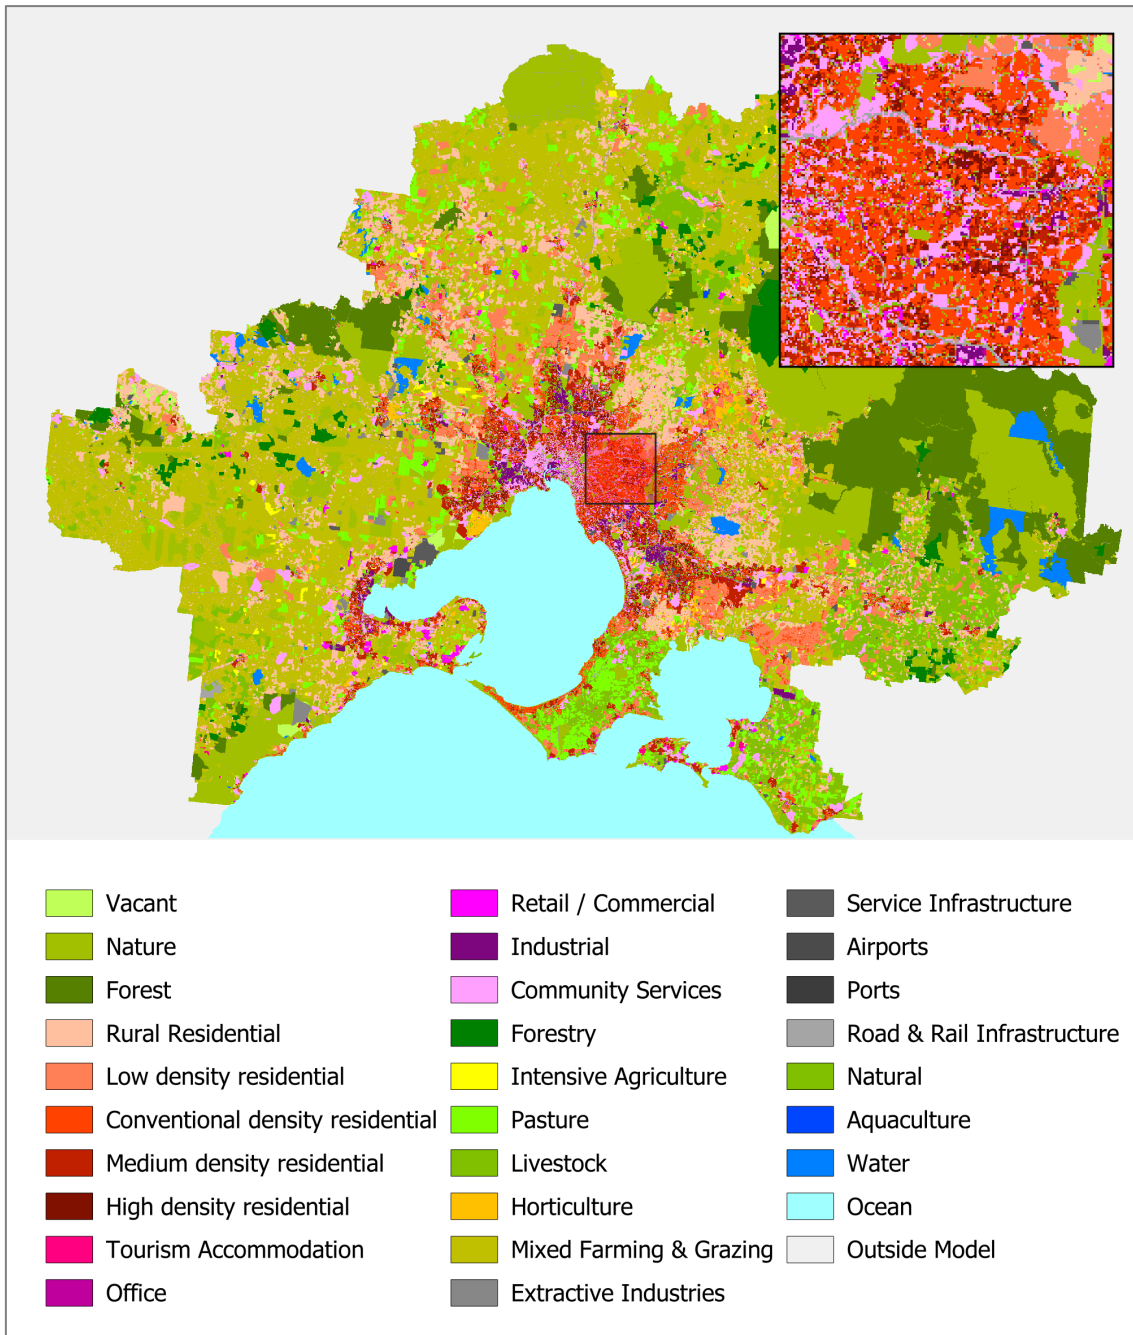 Vacant
Nature
Forest
Rural Residential
Low density residential
Conventional density residential
Medium density residential
High density residential
Tourism Accommodation
Office
Retail / Commercial
Industrial
Community Services
Forestry
Intensive Agriculture
Pasture
Livestock
Horticulture
Mixed Farming & Grazing
Extractive Industries
Service Infrastructure
Airports
Ports
Road & Rail Infrastructure
Natural
Aquaculture
Water
Ocean
Outside Model